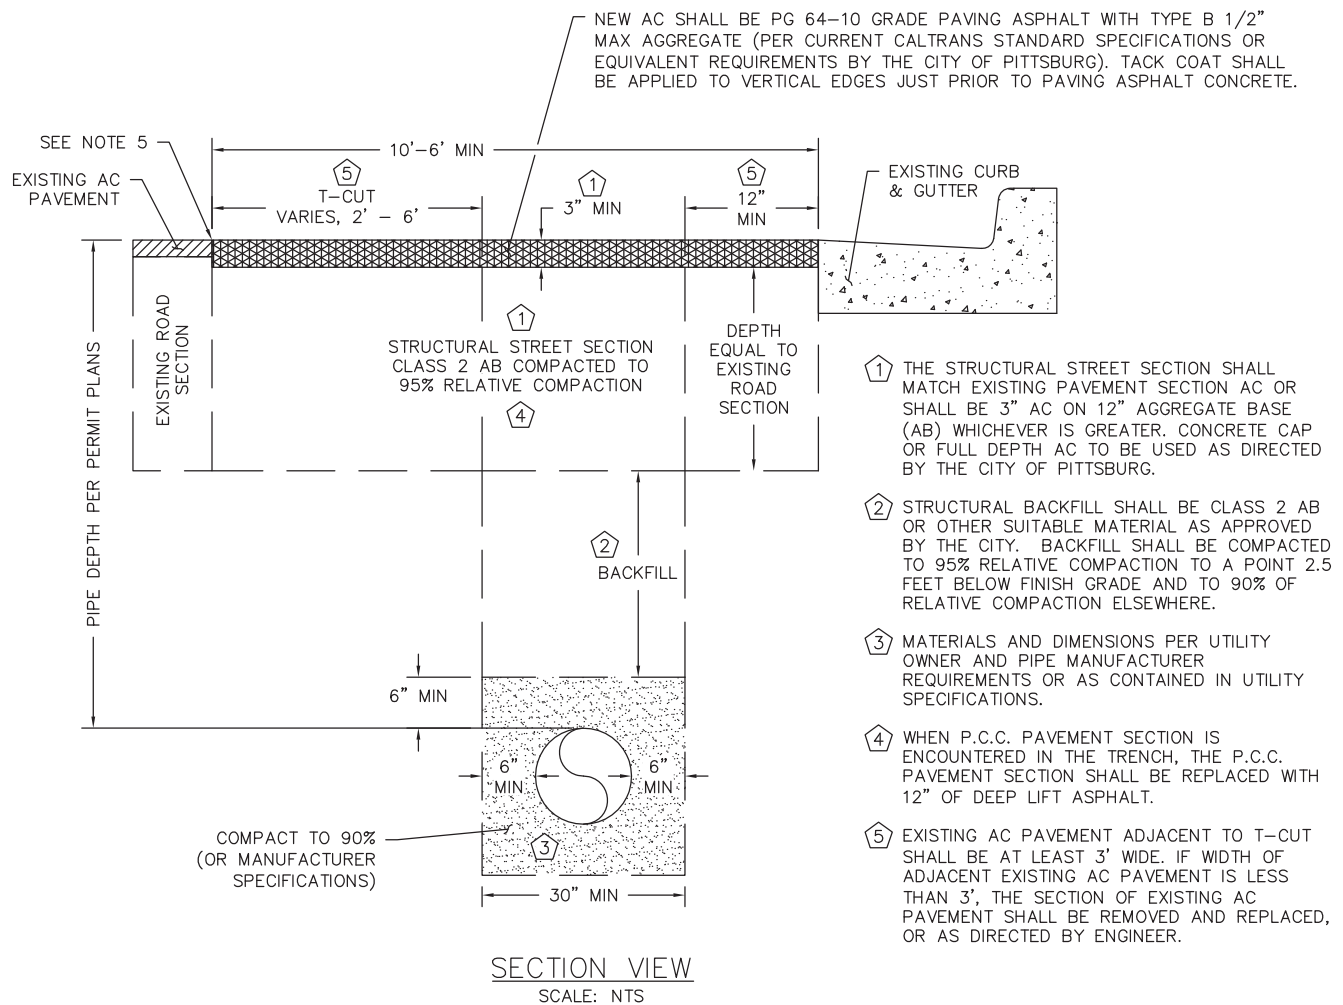 NEW AC SHALL BE PG 64-10 GRADE PAVING ASPHALT WITH TYPE B 1/2"
MAX AGGREGATE (PER CURRENT CALTRANS STANDARD SPECIFICATIONS OR
EQUIVALENT REQUIREMENTS BY THE CITY OF PITTSBURG). TACK COAT SHALL
BE APPLIED TO VERTICAL EDGES JUST PRIOR TO PAVING ASPHALT CONCRETE.
SEE NOTE 5
10'-6' MIN
EXISTING AC
PAVEMENT
5
T-CUT
VARIES, 2' - 6'
1
3" MIN
5
12"
MIN
EXISTING CURB
& GUTTER
PIPE DEPTH PER PERMIT PLANS
EXISTING ROAD
SECTION
1
STRUCTURAL STREET SECTION
CLASS 2 AB COMPACTED TO
95% RELATIVE COMPACTION
4
DEPTH
EQUAL TO
EXISTING
ROAD
SECTION
2
BACKFILL
6" MIN
6"
MIN
6"
MIN
COMPACT TO 90%
(OR MANUFACTURER
SPECIFICATIONS)
3
30" MIN
1 THE STRUCTURAL STREET SECTION SHALL
MATCH EXISTING PAVEMENT SECTION AC OR
SHALL BE 3" AC ON 12" AGGREGATE BASE
(AB) WHICHEVER IS GREATER. CONCRETE CAP
OR FULL DEPTH AC TO BE USED AS DIRECTED
BY THE CITY OF PITTSBURG.
2 STRUCTURAL BACKFILL SHALL BE CLASS 2 AB
OR OTHER SUITABLE MATERIAL AS APPROVED
BY THE CITY. BACKFILL SHALL BE COMPACTED
TO 95% RELATIVE COMPACTION TO A POINT 2.5
FEET BELOW FINISH GRADE AND TO 90% OF
RELATIVE COMPACTION ELSEWHERE.
3 MATERIALS AND DIMENSIONS PER UTILITY
OWNER AND PIPE MANUFACTURER
REQUIREMENTS OR AS CONTAINED IN UTILITY
SPECIFICATIONS.
4 WHEN P.C.C. PAVEMENT SECTION IS
ENCOUNTERED IN THE TRENCH, THE P.C.C.
PAVEMENT SECTION SHALL BE REPLACED WITH
12" OF DEEP LIFT ASPHALT.
5 EXISTING AC PAVEMENT ADJACENT TO T-CUT
SHALL BE AT LEAST 3' WIDE. IF WIDTH OF
ADJACENT EXISTING AC PAVEMENT IS LESS
THAN 3', THE SECTION OF EXISTING AC
PAVEMENT SHALL BE REMOVED AND REPLACED,
OR AS DIRECTED BY ENGINEER.
SECTION VIEW
SCALE: NTS